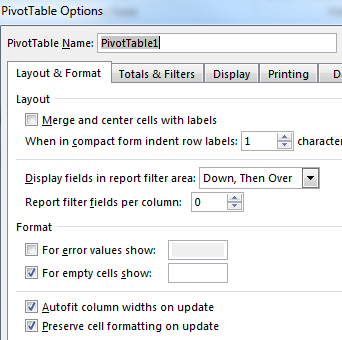 PivotTable Options
PivotTable Name: PivotTable1
Layout & Format Totals & Filters Display Printing Da
Layout
Merge and center cells with labels
When in compact form indent row labels: 1 character
Display fields in report filter area: Down, Then Over
Report filter fields per column: 0
Format
For error values show:
For empty cells show:
Autofit column widths on update
Preserve cell formatting on update